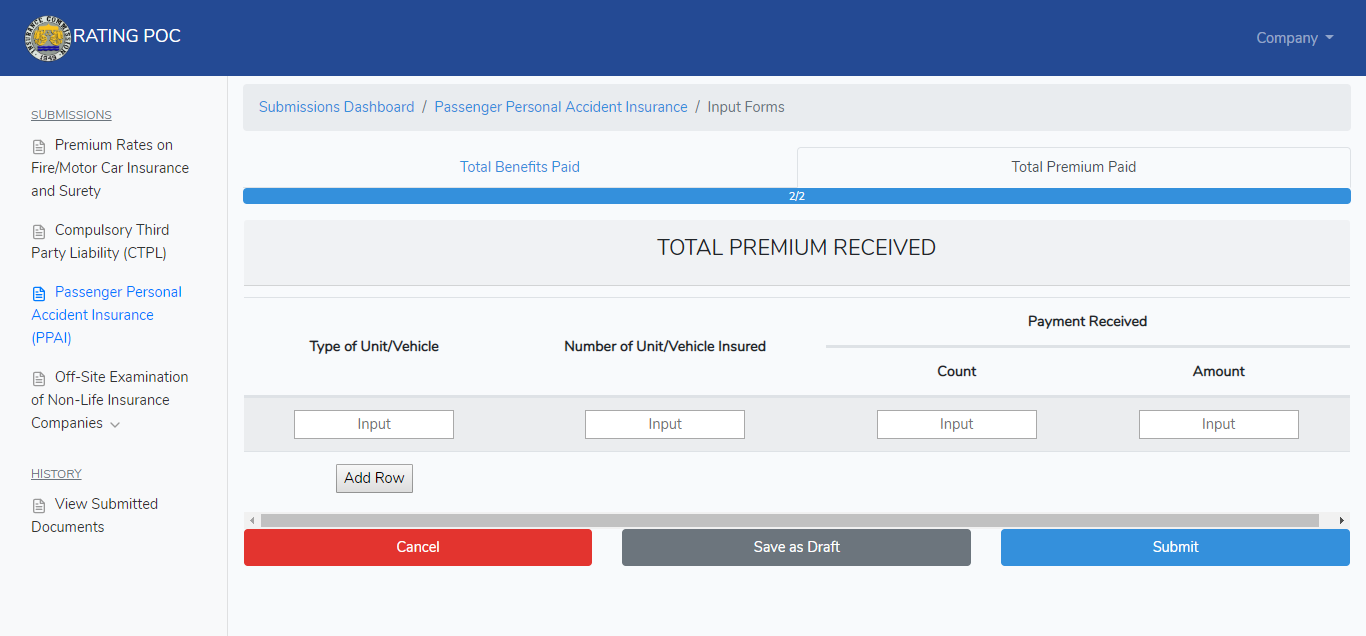 INSURANCE COMMISSION
1949
RATING POC
Company
SUBMISSIONS
Premium Rates on
Fire/Motor Car Insurance
and Surety
Compulsory Third
Party Liability (CTPL)
Passenger Personal
Accident Insurance
(PPAI)
Off-Site Examination
of Non-Life Insurance
Companies
HISTORY
View Submitted
Documents
Submissions Dashboard / Passenger Personal Accident Insurance / Input Forms
Total Benefits Paid Total Premium Paid
2/2
TOTAL PREMIUM RECEIVED
Payment Received
Type of Unit/Vehicle Number of Unit/Vehicle Insured
Count Amount
Input Input Input Input
Add Row
Cancel Save as Draft Submit